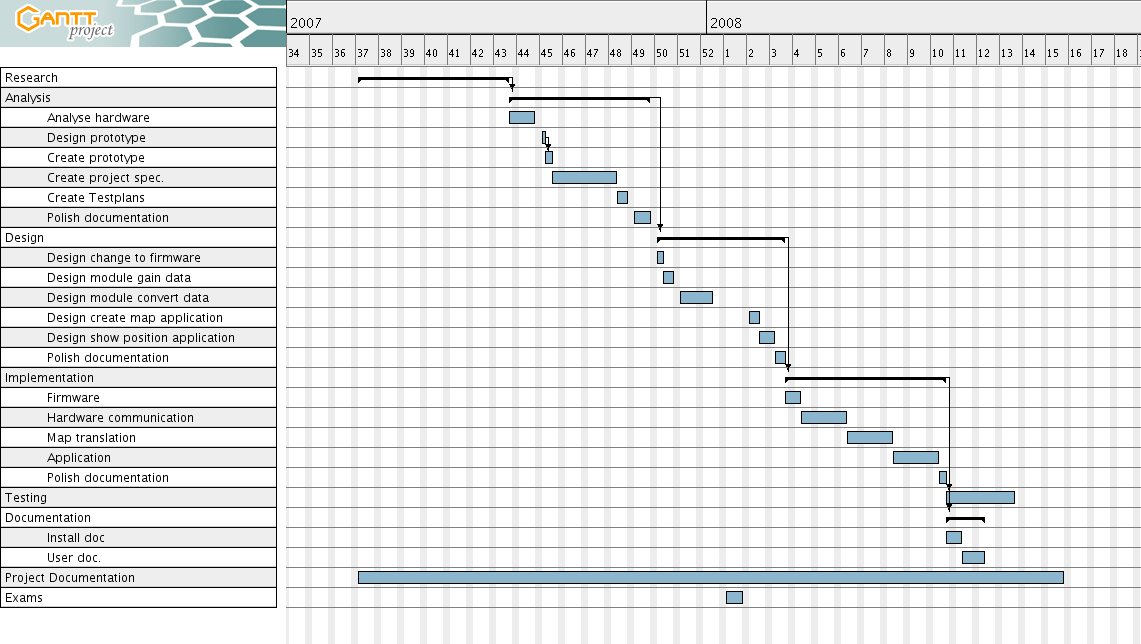 GANTT
project
2007 2008
34 35 36 37 38 39 40 41 42 43 44 45 46 47 48 49 50 51 52 1 2 3 4 5 6 7 8 9 10 11 12 13 14 15 16 17 18
Research
Analysis
Analyse hardware
Design prototype
Create prototype
Create project spec.
Create Testplans
Polish documentation
Design
Design change to firmware
Design module gain data
Design module convert data
Design create map application
Design show position application
Polish documentation
Implementation
Firmware
Hardware communication
Map translation
Application
Polish documentation
Testing
Documentation
Install doc
User doc.
Project Documentation
Exams